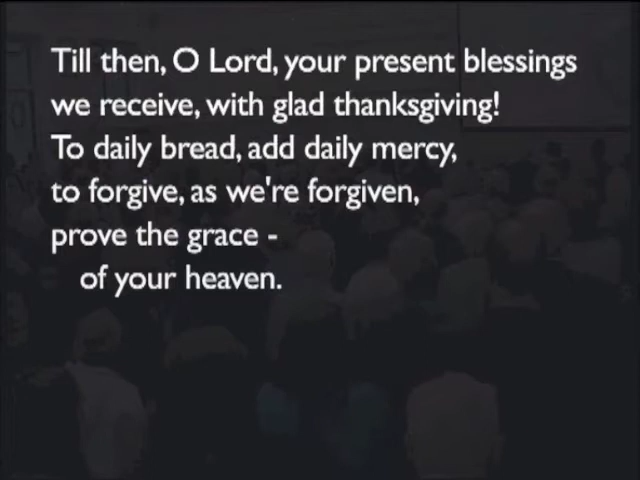 Till then, O Lord, your present blessings
we receive, with glad thanksgiving!
To daily bread, add daily mercy,
to forgive, as we're forgiven,
prove the grace -
of your heaven.